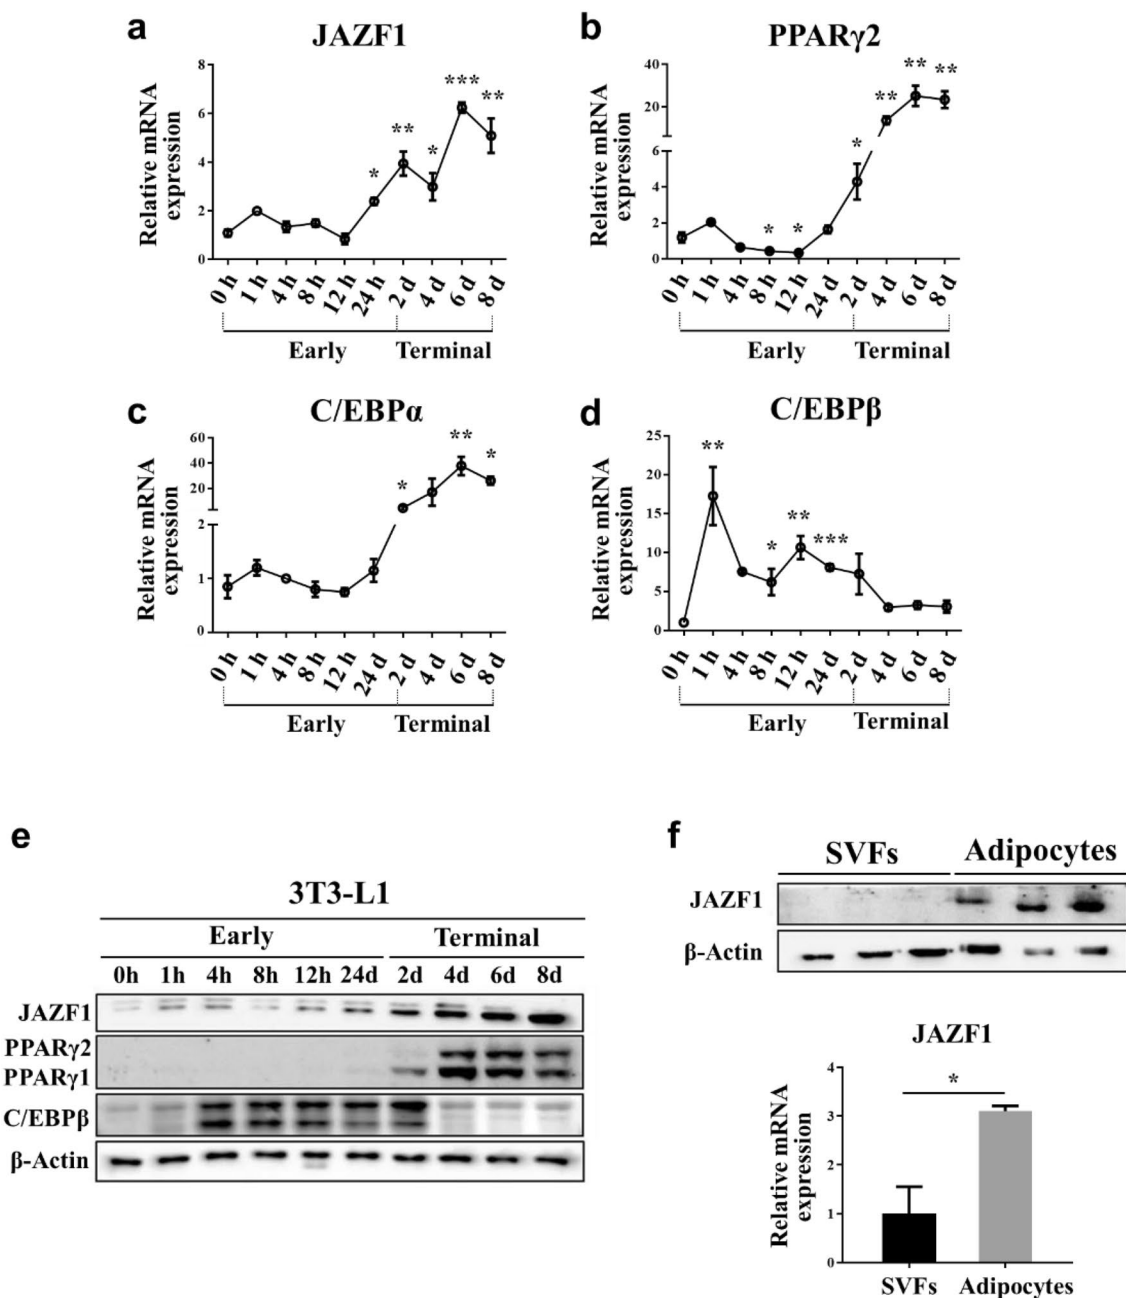 a
JAZF1
Relative mRNA
expression
8
6
4
2
0
*
**
*
***
**
0 h 1 h 4 h 8 h 12 h 24 h 2 d 4 d 6 d 8 d
Early Terminal
b
PPARγ2
Relative mRNA
expression
40
20
6
4
2
0
*
*
*
**
**
**
0 h 1 h 4 h 8 h 12 h 24 d 2 d 4 d 6 d 8 d
Early Terminal
c
C/EBPα
Relative mRNA
expression
60
40
20
2
1
0
*
**
*
0 h 1 h 4 h 8 h 12 h 24 d 2 d 4 d 6 d 8 d
Early Terminal
d
C/EBPβ
Relative mRNA
expression
25
20
15
10
5
0
**
*
**
***
0 h 1 h 4 h 8 h 12 h 24 d 2 d 4 d 6 d 8 d
Early Terminal
e
3T3-L1
Early Terminal
0h 1h 4h 8h 12h 24d 2d 4d 6d 8d
JAZF1
PPARγ2
PPARγ1
C/EBPβ
β-Actin
f
SVFs Adipocytes
JAZF1
β-Actin
JAZF1
Relative mRNA
expression
4
3
2
1
0
*
SVFs Adipocytes